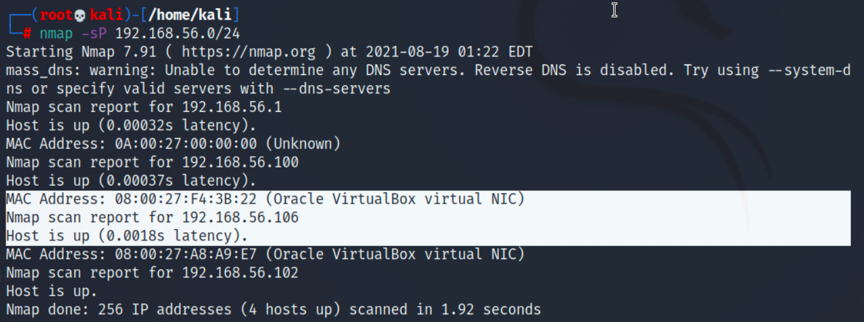 ┌──(root💀kali)-[/home/kali]
└─# nmap -sP 192.168.56.0/24
Starting Nmap 7.91 ( https://nmap.org ) at 2021-08-19 01:22 EDT
mass_dns: warning: Unable to determine any DNS servers. Reverse DNS is disabled. Try using --system-d
ns or specify valid servers with --dns-servers
Nmap scan report for 192.168.56.1
Host is up (0.00032s latency).
MAC Address: 0A:00:27:00:00:00 (Unknown)
Nmap scan report for 192.168.56.100
Host is up (0.00037s latency).
MAC Address: 08:00:27:F4:3B:22 (Oracle VirtualBox virtual NIC)
Nmap scan report for 192.168.56.106
Host is up (0.0018s latency).
MAC Address: 08:00:27:A8:A9:E7 (Oracle VirtualBox virtual NIC)
Nmap scan report for 192.168.56.102
Host is up.
Nmap done: 256 IP addresses (4 hosts up) scanned in 1.92 seconds